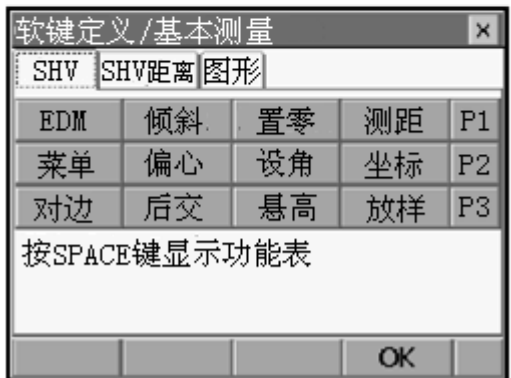 软键定义/基本测量 ×
SHV SHV距离 图形
EDM 倾斜 置零 测距 P1
菜单 偏心 设角 坐标 P2
对边 后交 悬高 放样 P3
按SPACE键显示功能表
OK